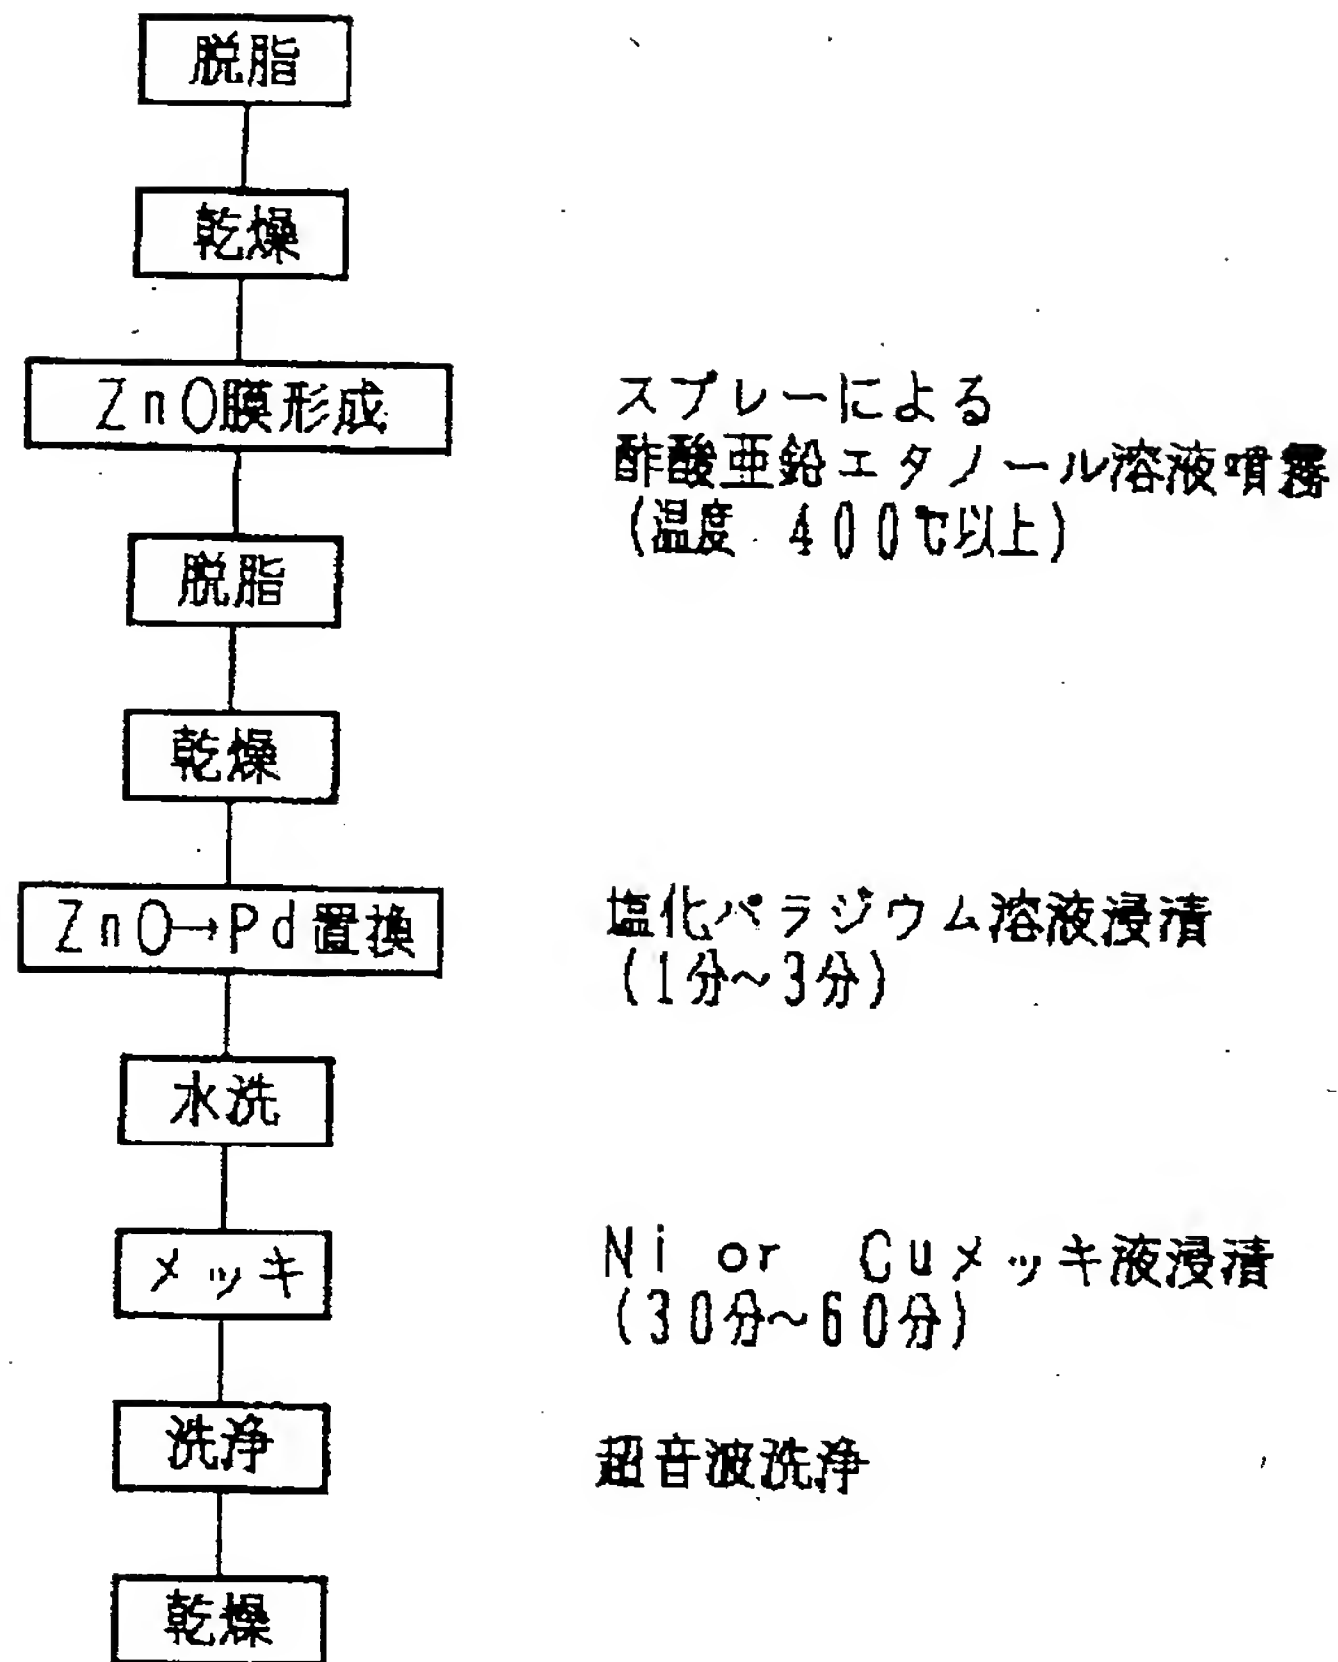 脱脂
乾燥
ZnO膜形成
スプレーによる
酢酸亜鉛エタノール溶液噴霧
(温度 400℃以上)
脱脂
乾燥
ZnO→Pd置換
塩化パラジウム溶液浸漬
(1分~3分)
水洗
メッキ
Ni or Cuメッキ液浸漬
(30分~60分)
洗浄
超音波洗浄
乾燥